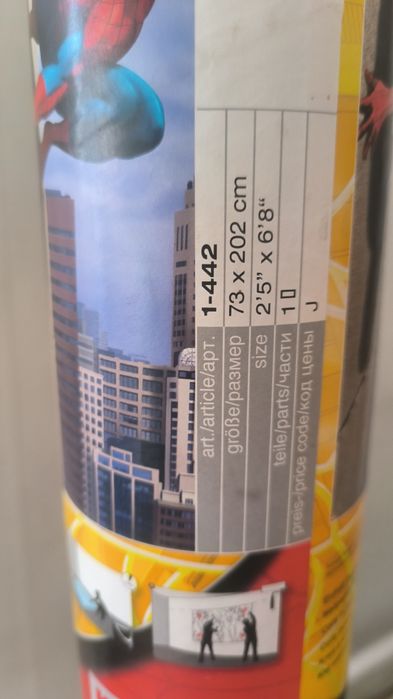 art./article/арт. 1-442
größe/размер 73 x 202 cm
size 2'5" x 6'8“
teile/parts/части 1 ▯
preis-/price code/код цены J